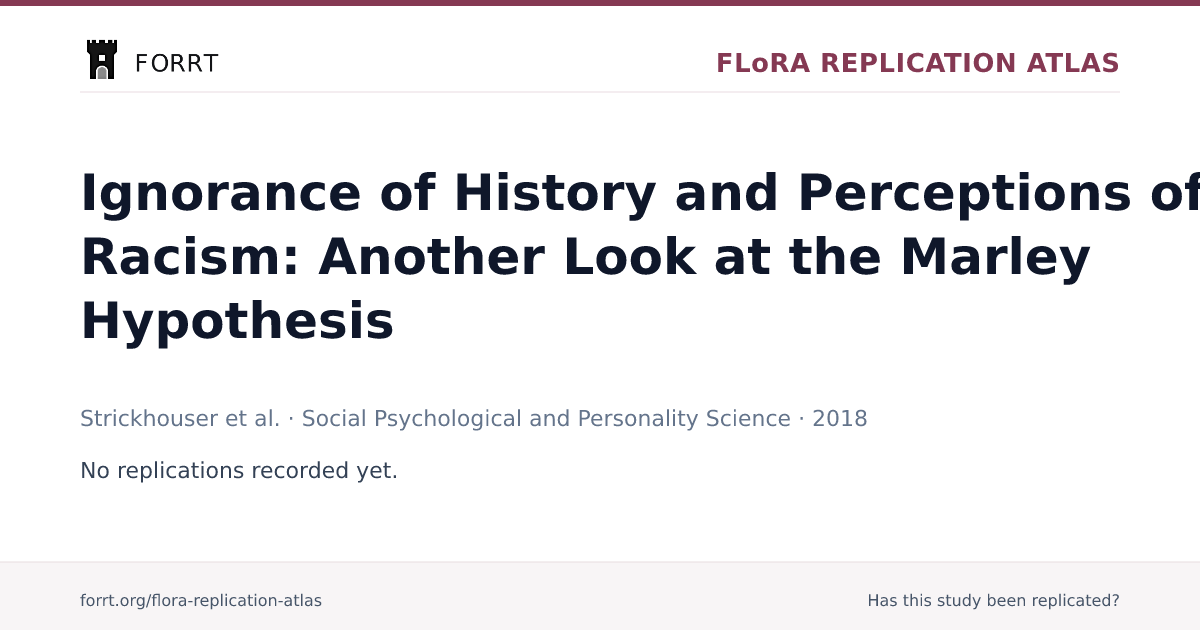 FORRT
FLoRA REPLICATION ATLAS
Ignorance of History and Perceptions of
Racism: Another Look at the Marley
Hypothesis
Strickhouser et al. · Social Psychological and Personality Science · 2018
No replications recorded yet.
forrt.org/flora-replication-atlas
Has this study been replicated?